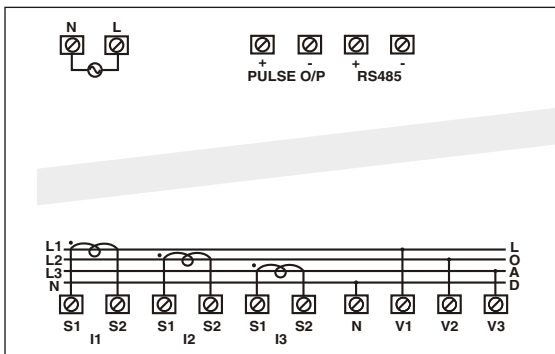 N L
+ - + -
PULSE O/P RS485
L1 L
L2 O
L3 A
N D
S1 S2 S1 S2 S1 S2 N V1 V2 V3
I1 I2 I3